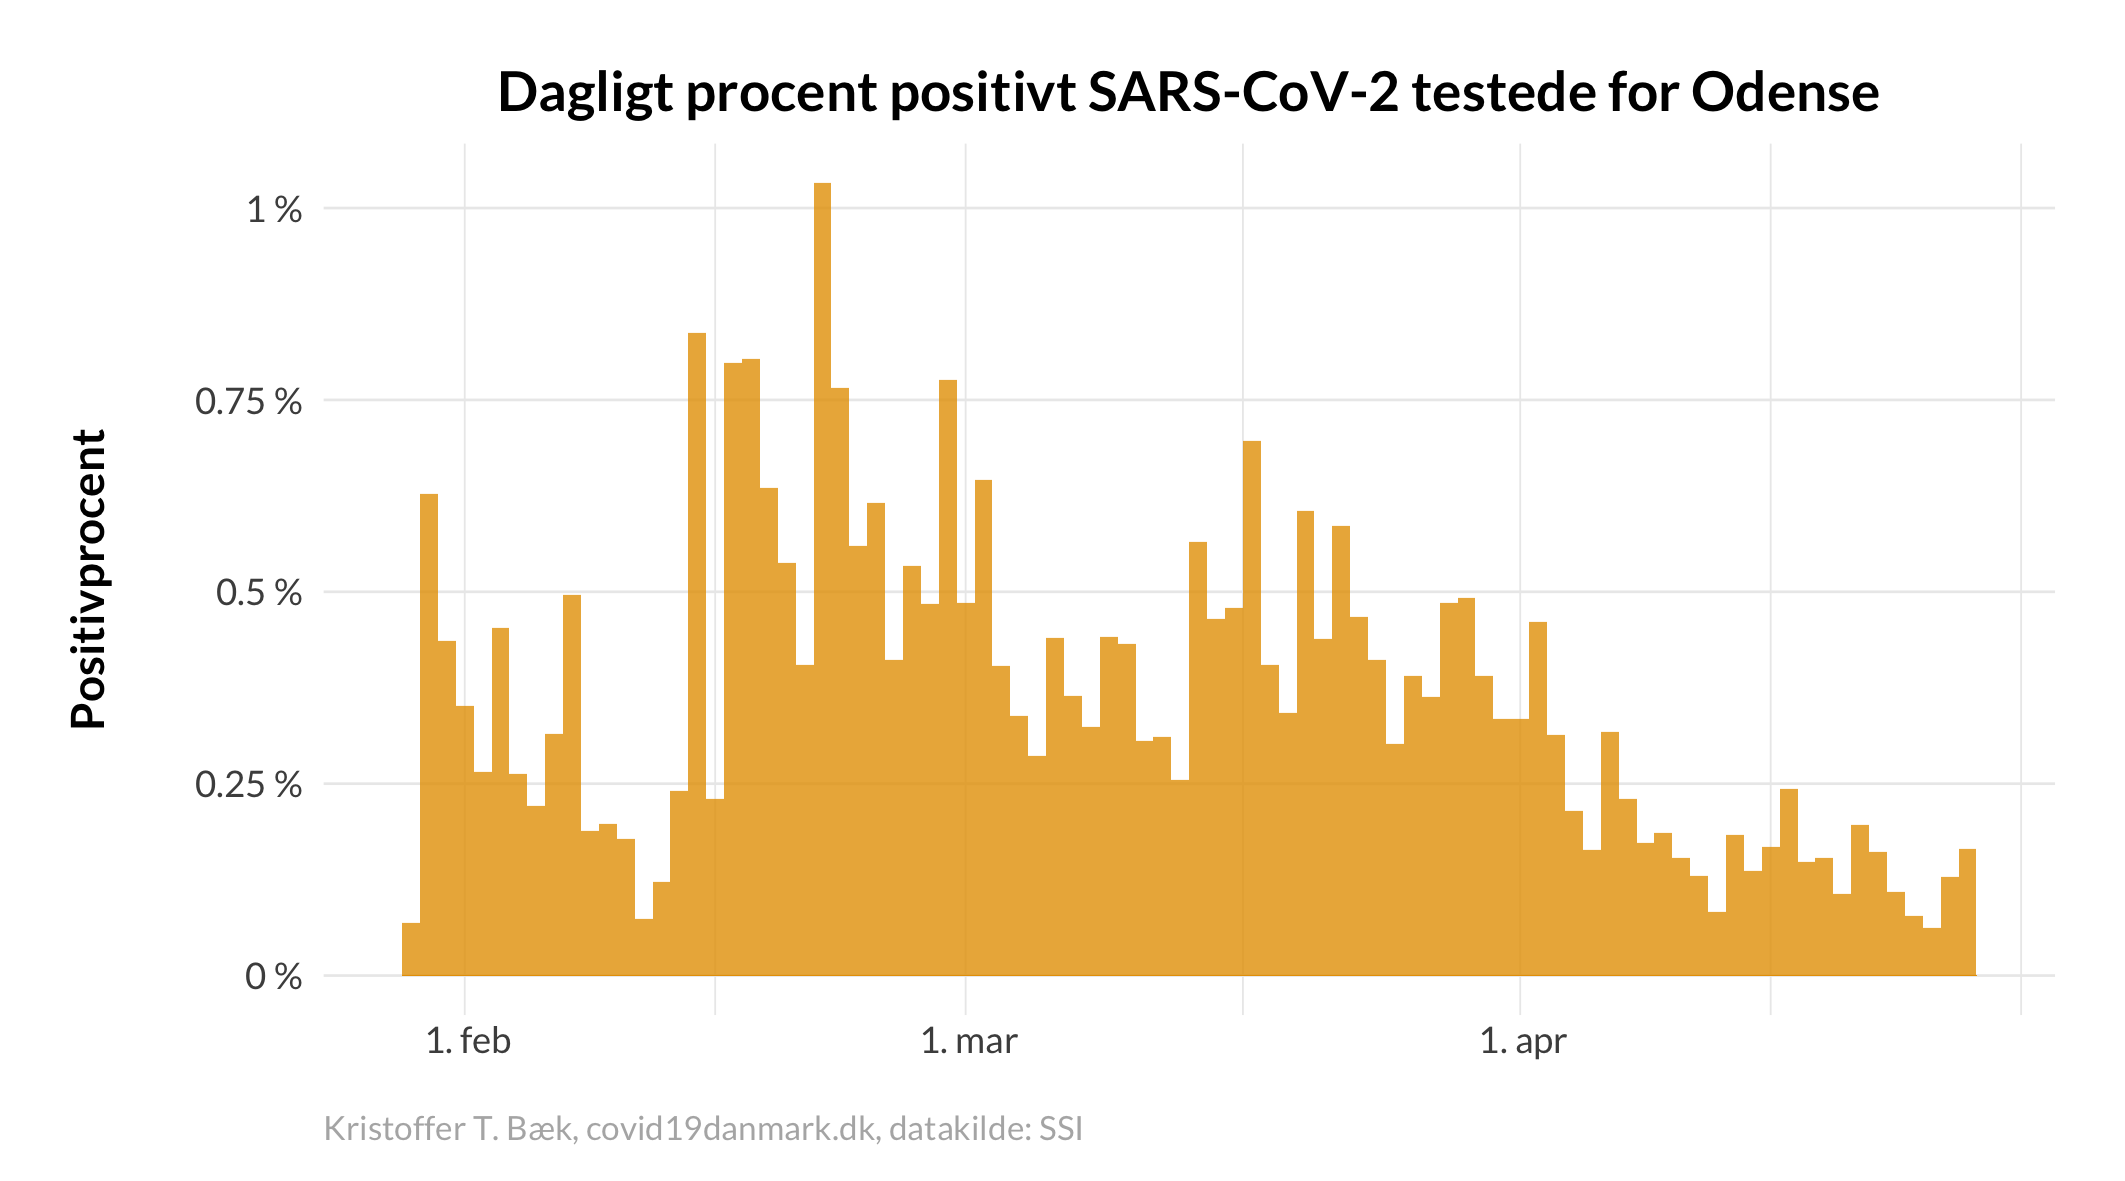 Dagligt procent positivt SARS-CoV-2 testede for Odense
Positivprocent
1 %
0.75 %
0.5 %
0.25 %
0 %
1. feb
1. mar
1. apr
Kristoffer T. Bæk, covid19danmark.dk, datakilde: SSI